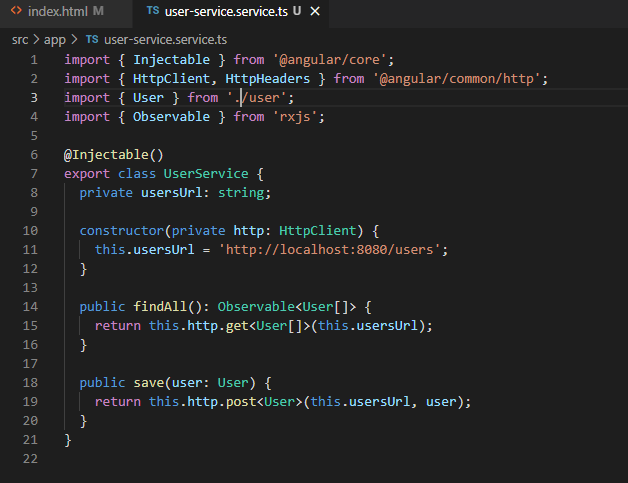 <> index.html M TS user-service.service.ts U ×
src > app > TS user-service.service.ts
1 import { Injectable } from '@angular/core';
2 import { HttpClient, HttpHeaders } from '@angular/common/http';
3 import { User } from './user';
4 import { Observable } from 'rxjs';
5
6 @Injectable()
7 export class UserService {
8   private usersUrl: string;
9
10   constructor(private http: HttpClient) {
11     this.usersUrl = 'http://localhost:8080/users';
12   }
13
14   public findAll(): Observable<User[]> {
15     return this.http.get<User[]>(this.usersUrl);
16   }
17
18   public save(user: User) {
19     return this.http.post<User>(this.usersUrl, user);
20   }
21 }
22